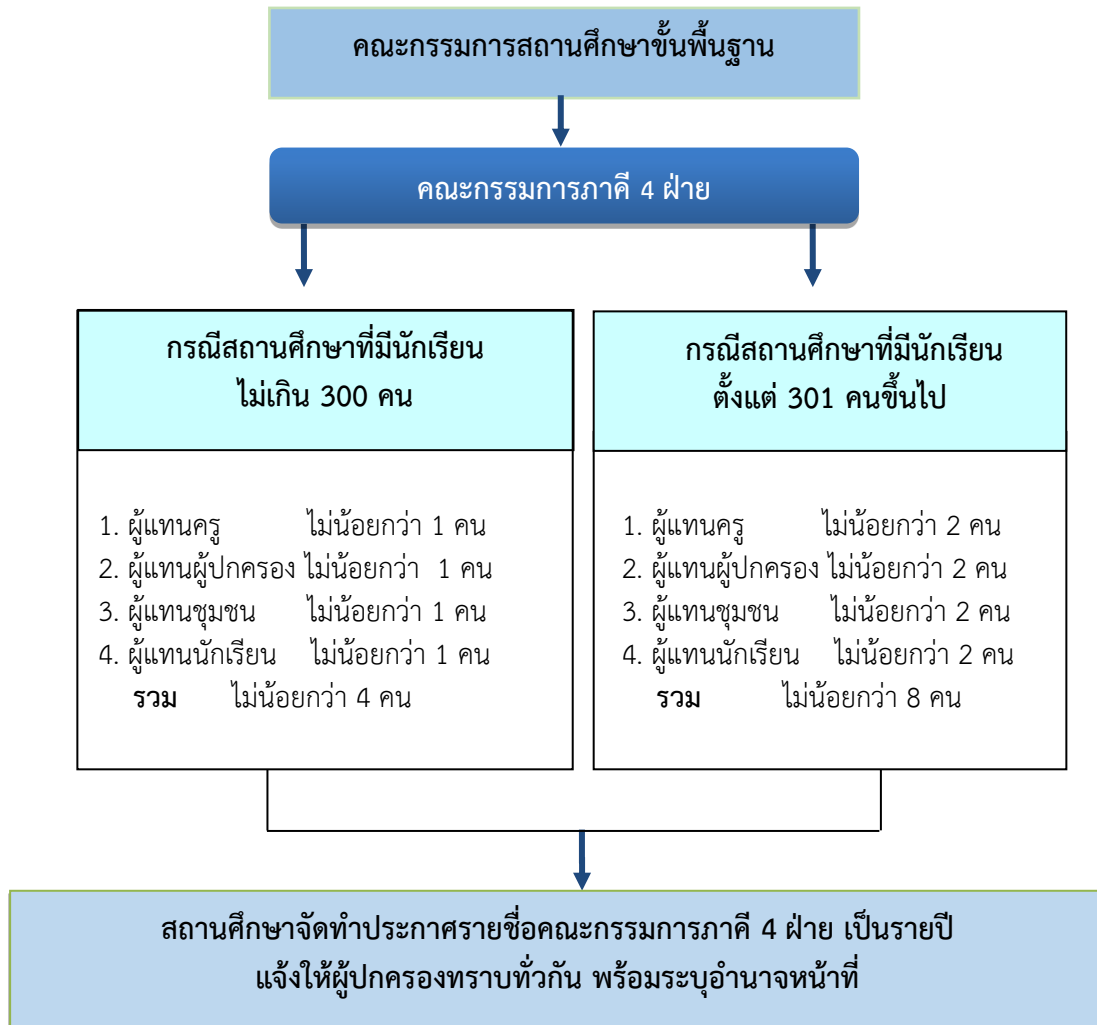 คณะกรรมการสถานศึกษาขั้นพื้นฐาน
คณะกรรมการภาคี 4 ฝ่าย
กรณีสถานศึกษาที่มีนักเรียน
ไม่เกิน 300 คน
1. ผู้แทนครู ไม่น้อยกว่า 1 คน
2. ผู้แทนผู้ปกครอง ไม่น้อยกว่า 1 คน
3. ผู้แทนชุมชน ไม่น้อยกว่า 1 คน
4. ผู้แทนนักเรียน ไม่น้อยกว่า 1 คน
รวม ไม่น้อยกว่า 4 คน
กรณีสถานศึกษาที่มีนักเรียน
ตั้งแต่ 301 คนขึ้นไป
1. ผู้แทนครู ไม่น้อยกว่า 2 คน
2. ผู้แทนผู้ปกครอง ไม่น้อยกว่า 2 คน
3. ผู้แทนชุมชน ไม่น้อยกว่า 2 คน
4. ผู้แทนนักเรียน ไม่น้อยกว่า 2 คน
รวม ไม่น้อยกว่า 8 คน
สถานศึกษาจัดทำประกาศรายชื่อคณะกรรมการภาคี 4 ฝ่าย เป็นรายปี
แจ้งให้ผู้ปกครองทราบทั่วกัน พร้อมระบุอำนาจหน้าที่